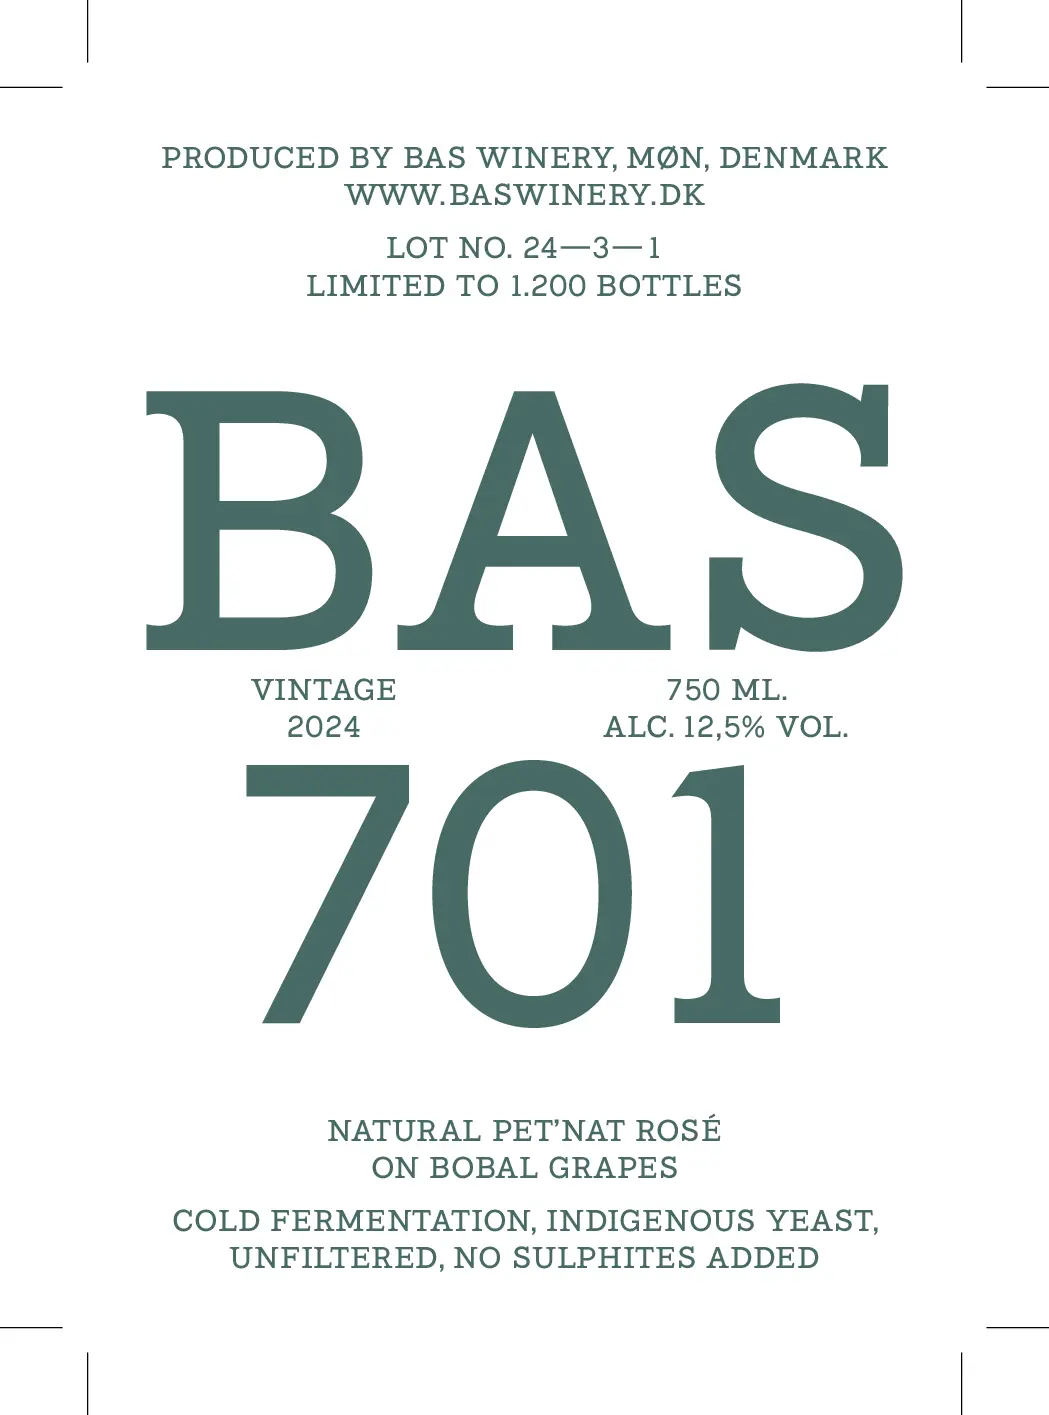 PRODUCED BY BAS WINERY, MØN, DENMARK
WWW.BASWINERY.DK
LOT NO. 24—3—1
LIMITED TO 1.200 BOTTLES
BAS
VINTAGE
2024
750 ML.
ALC. 12,5% VOL.
701
NATURAL PET’NAT ROSÉ
ON BOBAL GRAPES
COLD FERMENTATION, INDIGENOUS YEAST,
UNFILTERED, NO SULPHITES ADDED